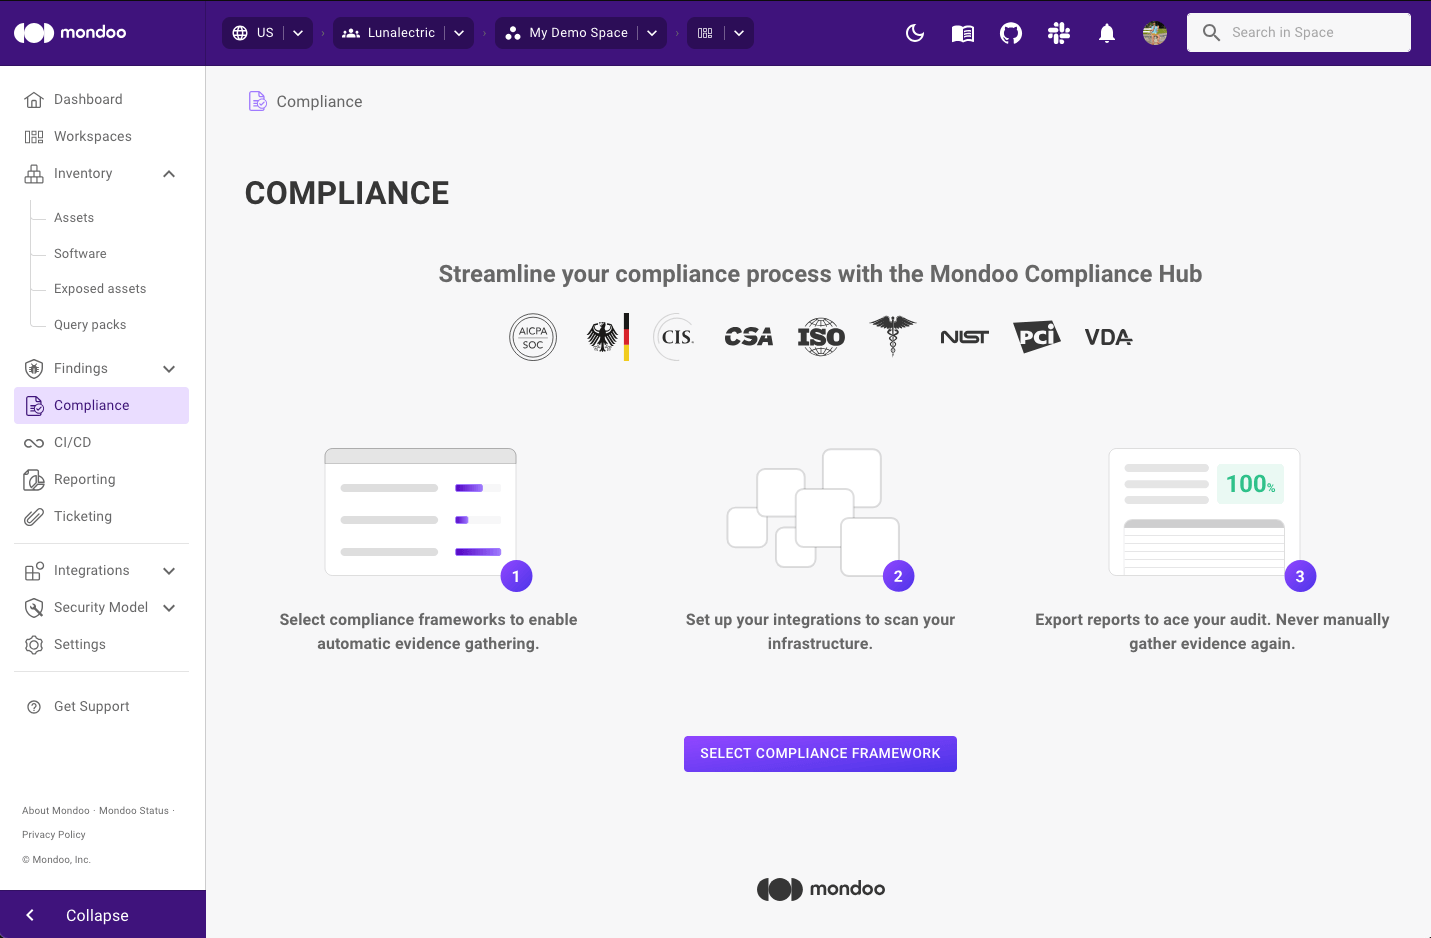 mondoo
US
Lunalectric
My Demo Space
Search in Space
Dashboard
Workspaces
Inventory
Assets
Software
Exposed assets
Query packs
Findings
Compliance
CI/CD
Reporting
Ticketing
Integrations
Security Model
Settings
Get Support
About Mondoo · Mondoo Status ·
Privacy Policy
© Mondoo, Inc.
Collapse
Compliance
COMPLIANCE
Streamline your compliance process with the Mondoo Compliance Hub
AICPA
SOC
CIS.
CSA
ISO
NIST
PCi
VDA
100%
1
2
3
Select compliance frameworks to enable
automatic evidence gathering.
Set up your integrations to scan your
infrastructure.
Export reports to ace your audit. Never manually
gather evidence again.
SELECT COMPLIANCE FRAMEWORK
mondoo